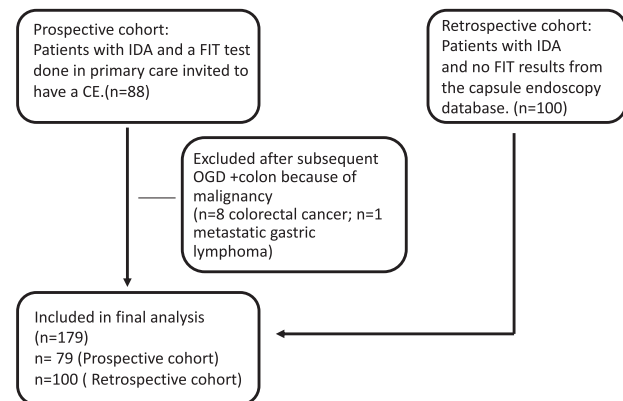 Prospective cohort:
Patients with IDA and a FIT test
done in primary care invited to
have a CE.(n=88)
Retrospective cohort:
Patients with IDA
and no FIT results from
the capsule endoscopy
database. (n=100)
Excluded after subsequent
OGD +colon because of
malignancy
(n=8 colorectal cancer; n=1
metastatic gastric
lymphoma)
Included in final analysis
(n=179)
n= 79 (Prospective cohort)
n=100 ( Retrospective cohort)